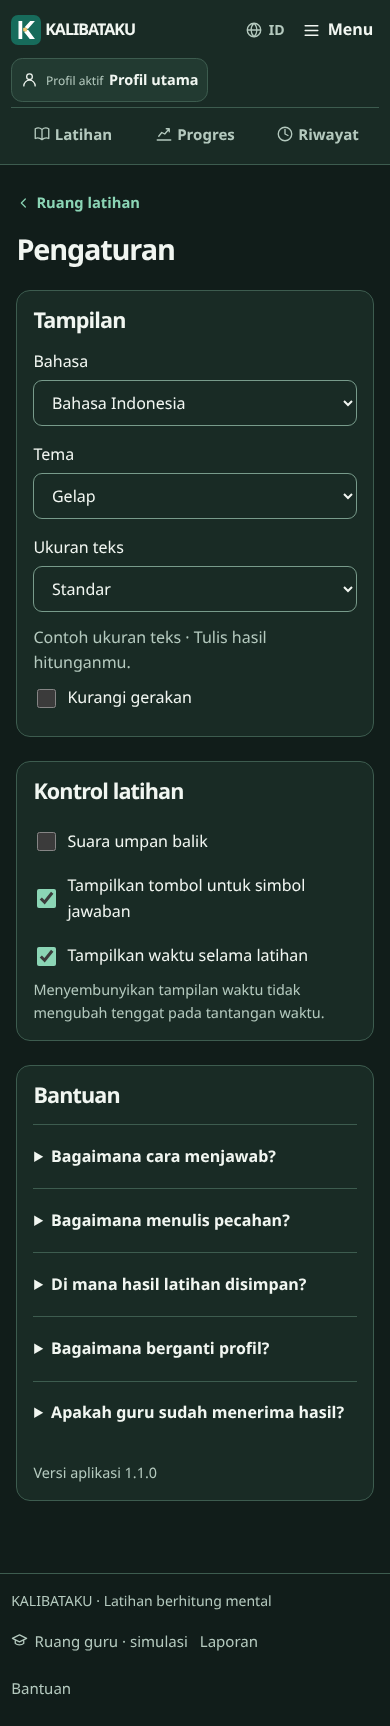 KALIBATAKU
ID
Menu
Profil aktif Profil utama
Latihan
Progres
Riwayat
Ruang latihan
Pengaturan
Tampilan
Bahasa
Bahasa Indonesia
Tema
Gelap
Ukuran teks
Standar
Contoh ukuran teks · Tulis hasil
hitunganmu.
Kurangi gerakan
Kontrol latihan
Suara umpan balik
Tampilkan tombol untuk simbol
jawaban
Tampilkan waktu selama latihan
Menyembunyikan tampilan waktu tidak
mengubah tenggat pada tantangan waktu.
Bantuan
Bagaimana cara menjawab?
Bagaimana menulis pecahan?
Di mana hasil latihan disimpan?
Bagaimana berganti profil?
Apakah guru sudah menerima hasil?
Versi aplikasi 1.1.0
KALIBATAKU · Latihan berhitung mental
Ruang guru · simulasi
Laporan
Bantuan